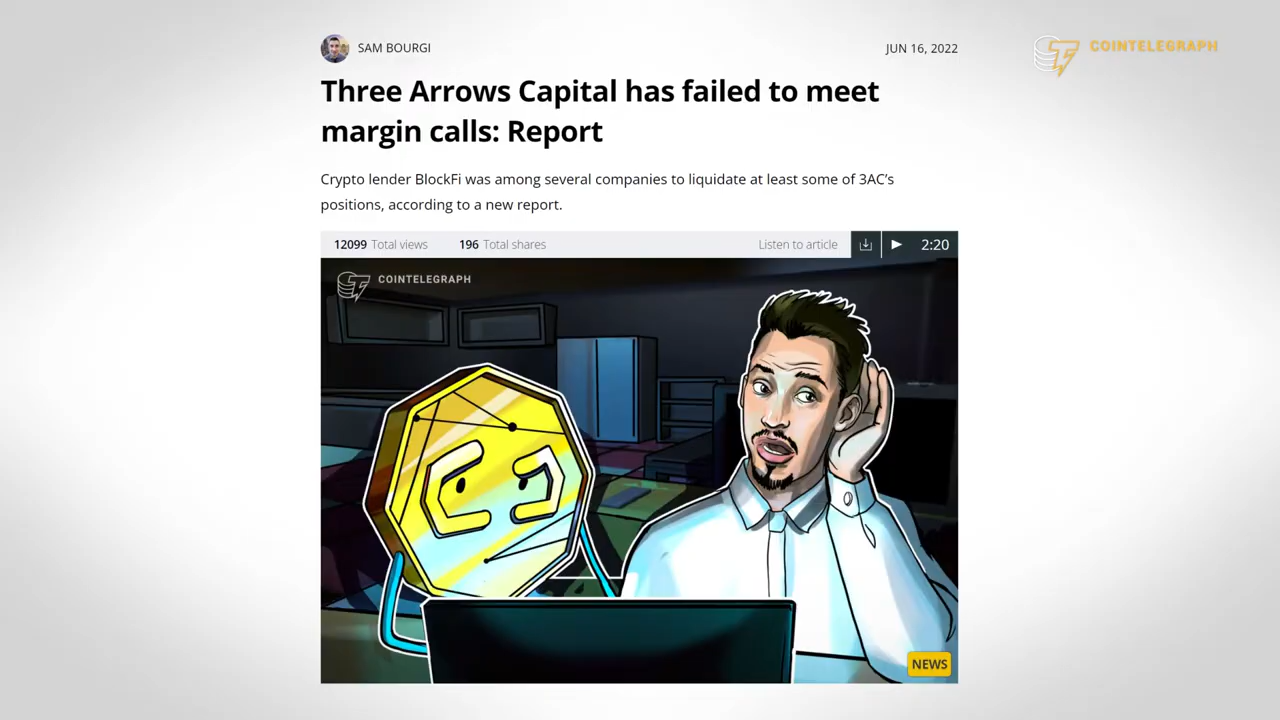 SAM BOURGI
JUN 16, 2022
COINTELEGRAPH
Three Arrows Capital has failed to meet
margin calls: Report
Crypto lender BlockFi was among several companies to liquidate at least some of 3AC’s
positions, according to a new report.
12099 Total views 196 Total shares Listen to article 2:20
COINTELEGRAPH
NEWS